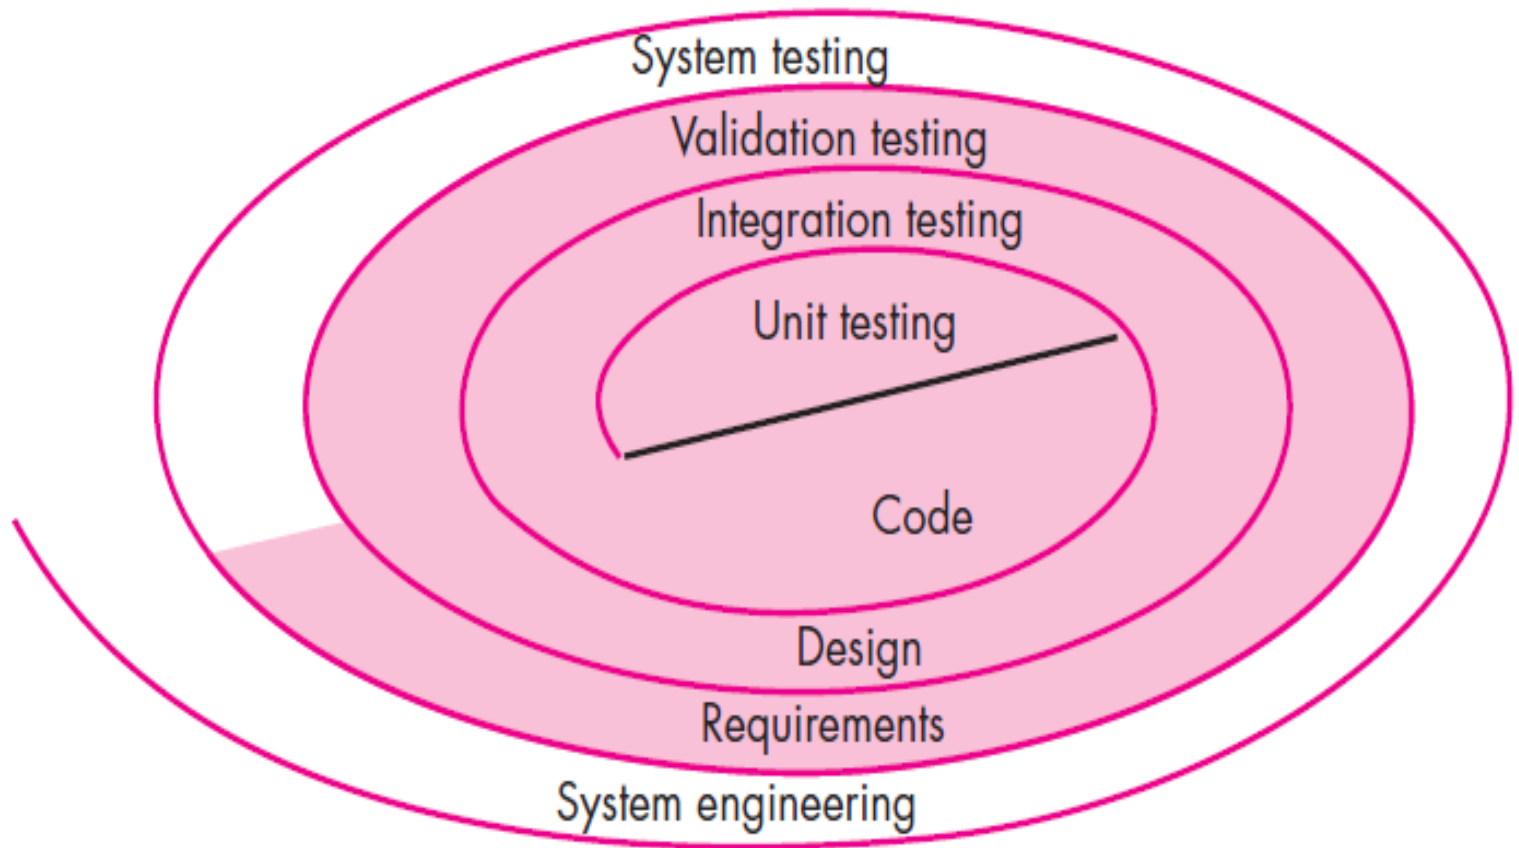 System testing
Validation testing
Integration testing
Unit testing
Code
Design
Requirements
System engineering